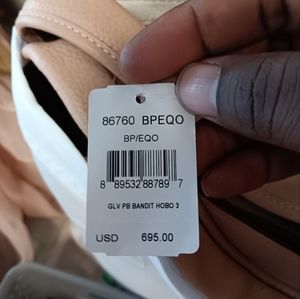 86760 BPEQO
BP/EQO
8 89532 88789 7
GLV PB BANDIT HOBO 3
USD 695.00